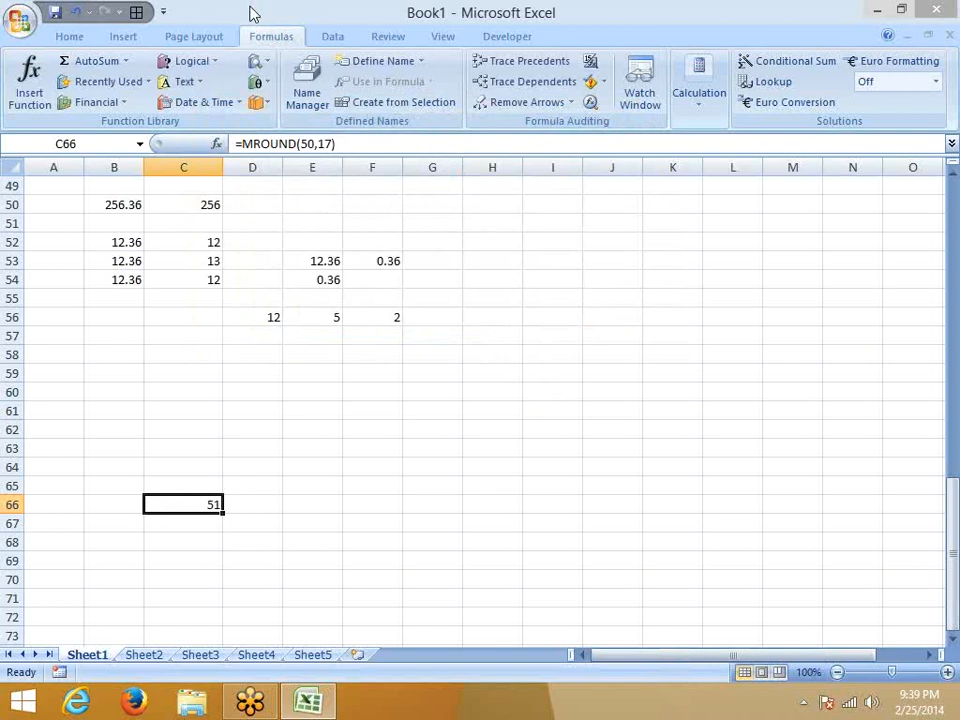 Book1 - Microsoft Excel
Home Insert Page Layout Formulas Data Review View Developer
fx Insert Function
Σ AutoSum
Recently Used
Financial
Logical
Text
Date & Time
θ
Function Library
Name Manager
Define Name
Use in Formula
Create from Selection
Defined Names
Trace Precedents
Trace Dependents
Remove Arrows
Formula Auditing
Watch Window
Calculation
Conditional Sum
Lookup
Euro Conversion
Euro Formatting
Off
Solutions
C66 fx =MROUND(50,17)
A B C D E F G H I J K L M N O
49
50 256.36 256
51
52 12.36 12
53 12.36 13 12.36 0.36
54 12.36 12 0.36
55
56 12 5 2
57
58
59
60
61
62
63
64
65
66 51
67
68
69
70
71
72
73
Sheet1 Sheet2 Sheet3 Sheet4 Sheet5
Ready 100%
9:39 PM
2/25/2014